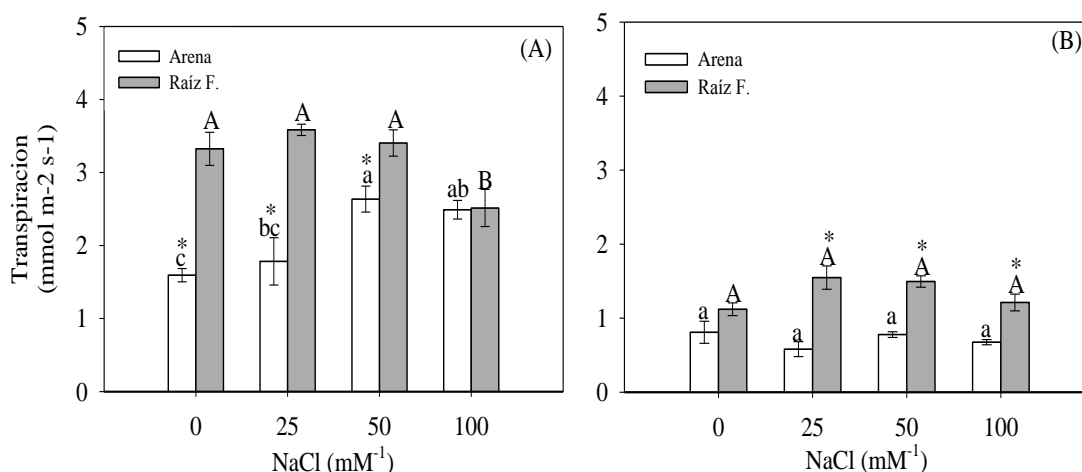 Transpiracion
(mmol m-2 s-1)
5
4
3
2
1
0
Arena
Raíz F.
(A)
A
A
A
*
a
ab
B
*
c
*
bc
0
25
50
100
NaCl (mM⁻¹)
5
4
3
2
1
0
Arena
Raíz F.
(B)
*
A
*
A
*
A
a
A
a
a
a
0
25
50
100
NaCl (mM⁻¹)